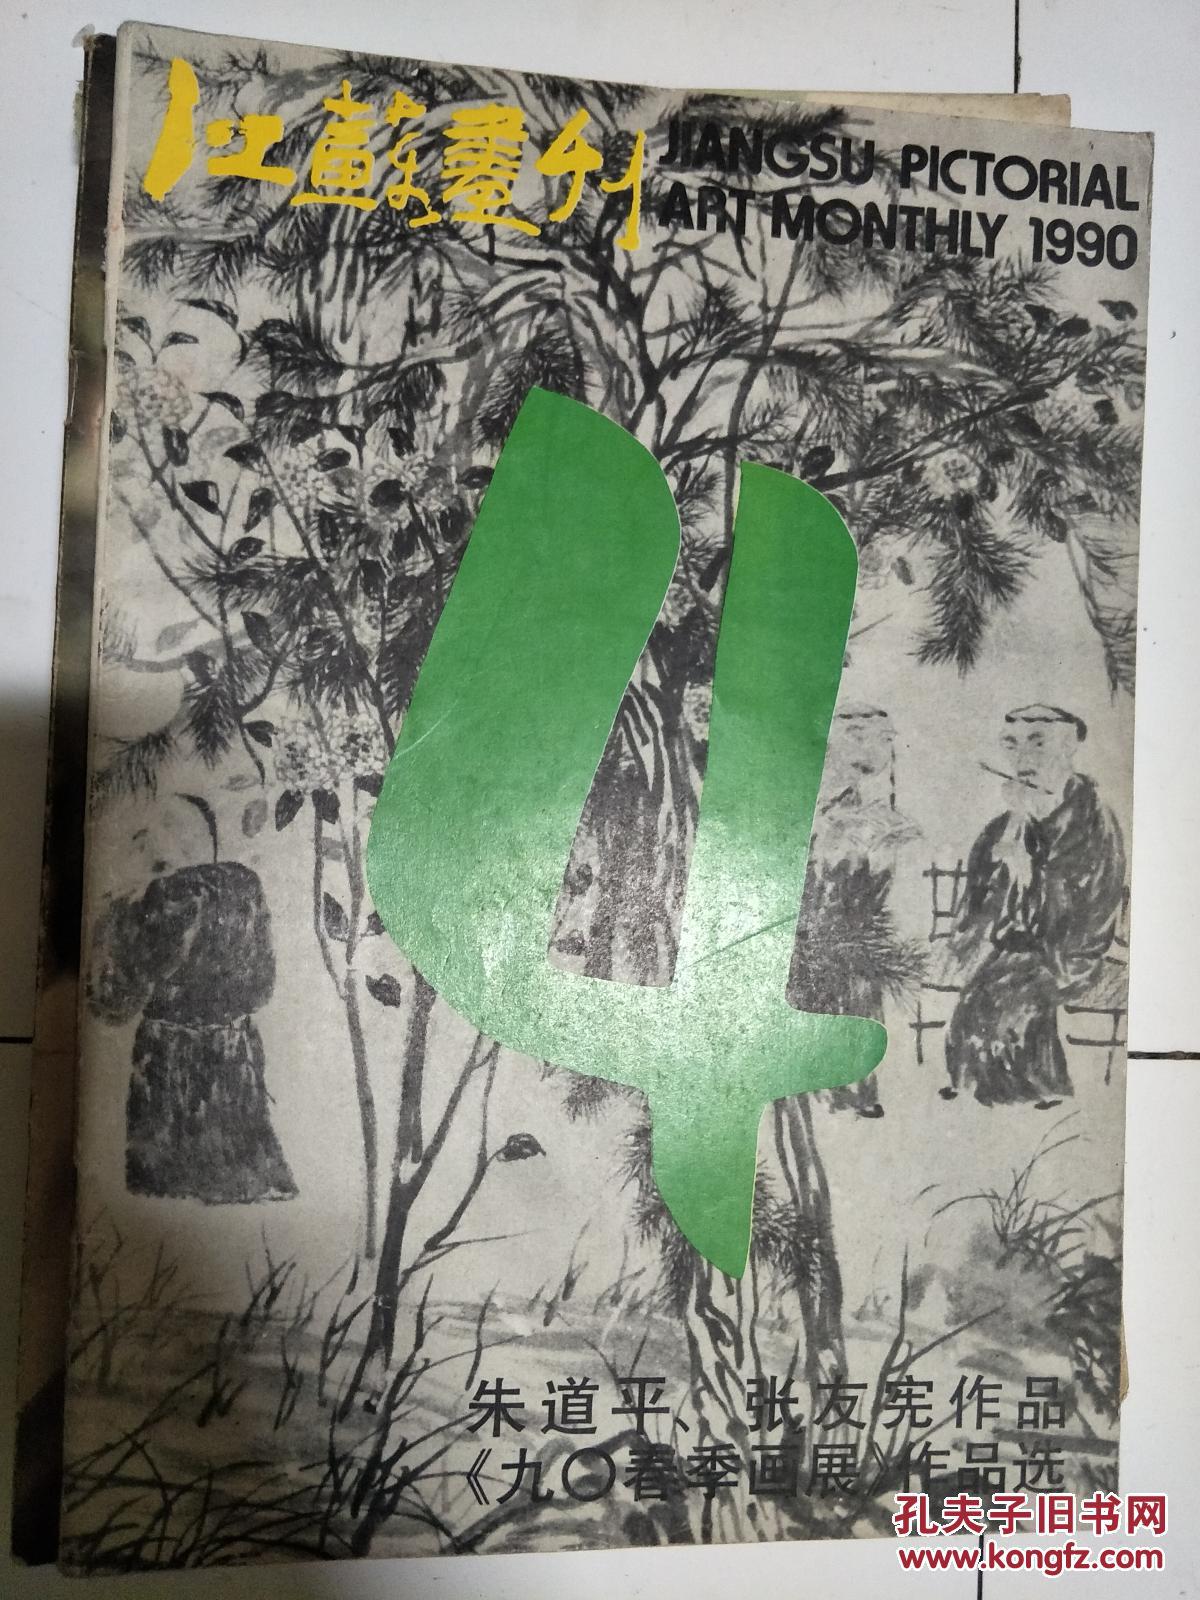 江蘇畫刊
JIANGSU PICTORIAL
ART MONTHLY 1990
4
朱道平、张友宪作品
《九〇春季画展》作品选
孔夫子旧书网
www.kongfz.com